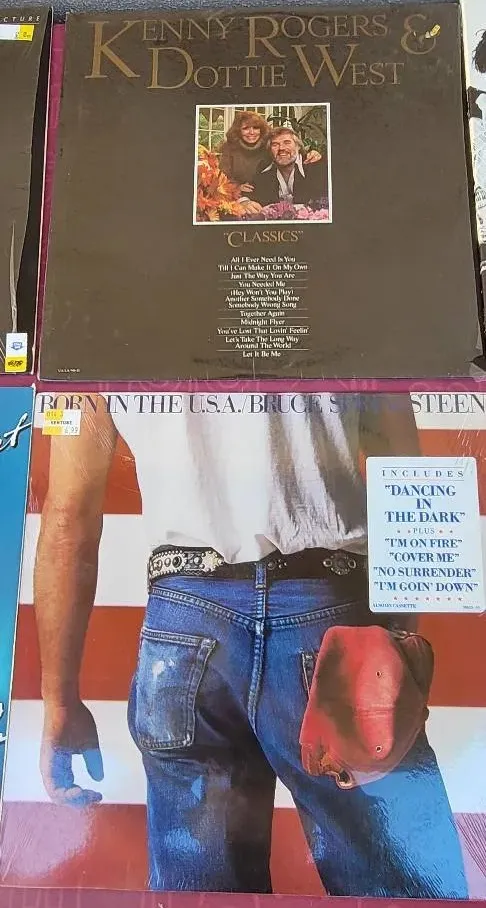 CTURE
KENNY ROGERS &
DOTTIE WEST
"CLASSICS"
All I Ever Need Is You
Till I Can Make It On My Own
Just The Way You Are
You Needed Me
(Hey Won't You Play)
Another Somebody Done
Somebody Wrong Song
Together Again
Midnight Flyer
You've Lost That Lovin' Feelin'
Let's Take The Long Way
Around The World
Let It Be Me
BORN IN THE U.S.A./BRUCE SPRINGSTEEN
VENTURE
6.99
INCLUDES
"DANCING
IN
THE DARK"
PLUS
"I'M ON FIRE"
"COVER ME"
"NO SURRENDER"
"I'M GOIN' DOWN"
ALSO ON CASSETTE